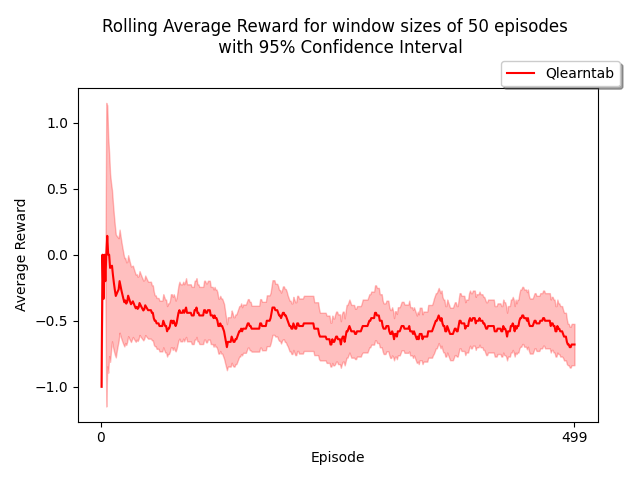 Rolling Average Reward for window sizes of 50 episodes
with 95% Confidence Interval
Qlearntab
1.0
0.5
0.0
−0.5
−1.0
Average Reward
0
499
Episode